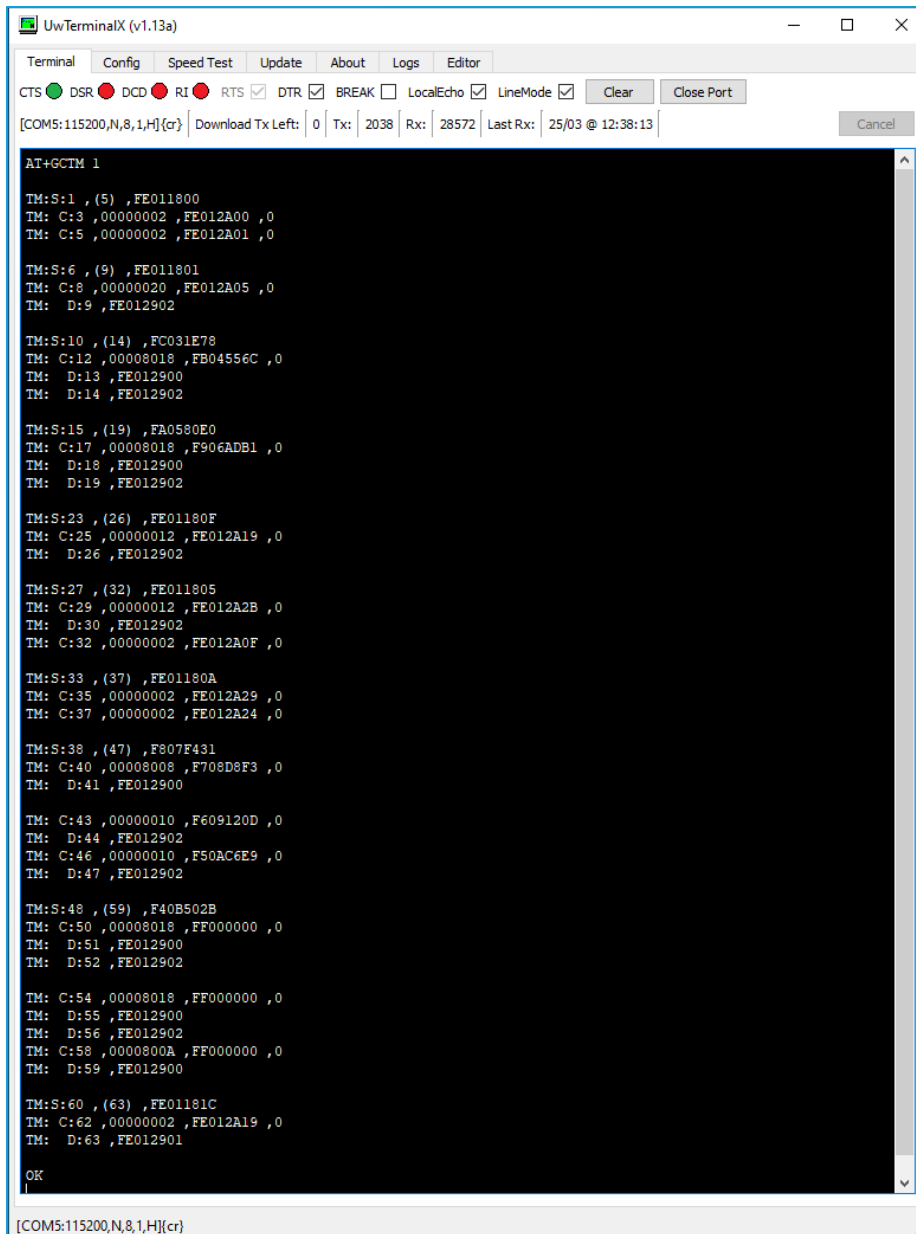 UwTerminalX (v1.13a)
Terminal Config Speed Test Update About Logs Editor
CTS DSR DCD RI RTS DTR BREAK LocalEcho LineMode Clear Close Port
[COM5:115200,N,8,1,H]{cr} Download Tx Left: 0 Tx: 2038 Rx: 28572 Last Rx: 25/03 @ 12:38:13 Cancel
AT+GCTM 1
TM:S:1 ,(5) ,FE011800
TM: C:3 ,00000002 ,FE012A00 ,0
TM: C:5 ,00000002 ,FE012A01 ,0
TM:S:6 ,(9) ,FE011801
TM: C:8 ,00000020 ,FE012A05 ,0
TM:  D:9 ,FE012902
TM:S:10 ,(14) ,FC031E78
TM: C:12 ,00008018 ,FB04556C ,0
TM:  D:13 ,FE012900
TM:  D:14 ,FE012902
TM:S:15 ,(19) ,FA0580E0
TM: C:17 ,00008018 ,F906ADB1 ,0
TM:  D:18 ,FE012900
TM:  D:19 ,FE012902
TM:S:23 ,(26) ,FE01180F
TM: C:25 ,00000012 ,FE012A19 ,0
TM:  D:26 ,FE012902
TM:S:27 ,(32) ,FE011805
TM: C:29 ,00000012 ,FE012A2B ,0
TM:  D:30 ,FE012902
TM: C:32 ,00000002 ,FE012A0F ,0
TM:S:33 ,(37) ,FE01180A
TM: C:35 ,00000002 ,FE012A29 ,0
TM: C:37 ,00000002 ,FE012A24 ,0
TM:S:38 ,(47) ,F807F431
TM: C:40 ,00008008 ,F708D8F3 ,0
TM:  D:41 ,FE012900
TM: C:43 ,00000010 ,F609120D ,0
TM:  D:44 ,FE012902
TM: C:46 ,00000010 ,F50AC6E9 ,0
TM:  D:47 ,FE012902
TM:S:48 ,(59) ,F40B502B
TM: C:50 ,00008018 ,FF000000 ,0
TM:  D:51 ,FE012900
TM:  D:52 ,FE012902
TM: C:54 ,00008018 ,FF000000 ,0
TM:  D:55 ,FE012900
TM:  D:56 ,FE012902
TM: C:58 ,0000800A ,FF000000 ,0
TM:  D:59 ,FE012900
TM:S:60 ,(63) ,FE01181C
TM: C:62 ,00000002 ,FE012A19 ,0
TM:  D:63 ,FE012901
OK
[COM5:115200,N,8,1,H]{cr}